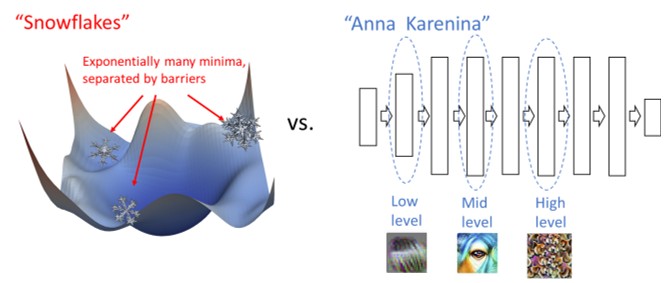 “Snowflakes”
Exponentially many minima,
separated by barriers
vs.
“Anna Karenina”
Low
level
Mid
level
High
level